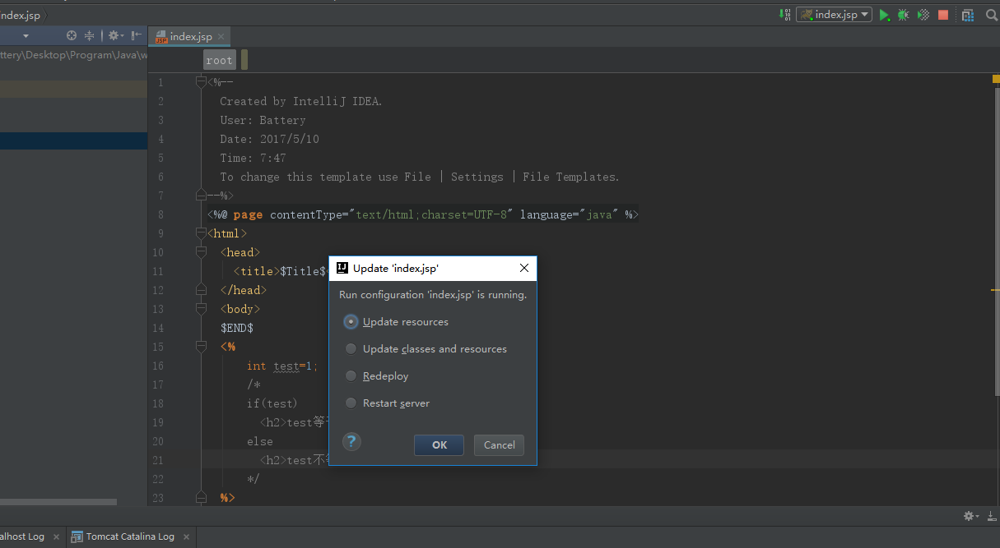 index.jsp
index.jsp
ttery\Desktop\Program\Java\w
index.jsp
root
1 <%--
2 Created by IntelliJ IDEA.
3 User: Battery
4 Date: 2017/5/10
5 Time: 7:47
6 To change this template use File | Settings | File Templates.
7 --%>
8 <%@ page contentType="text/html;charset=UTF-8" language="java" %>
9 <html>
10 <head>
11 <title>$Title$<
12 </head>
13 <body>
14 $END$
15 <%
16 int test=1;
17 /*
18 if(test)
19 <h2>test等
20 else
21 <h2>test不
22 */
23 %>
Update 'index.jsp'
Run configuration 'index.jsp' is running.
Update resources
Update classes and resources
Redeploy
Restart server
?
OK Cancel
alhost Log
Tomcat Catalina Log